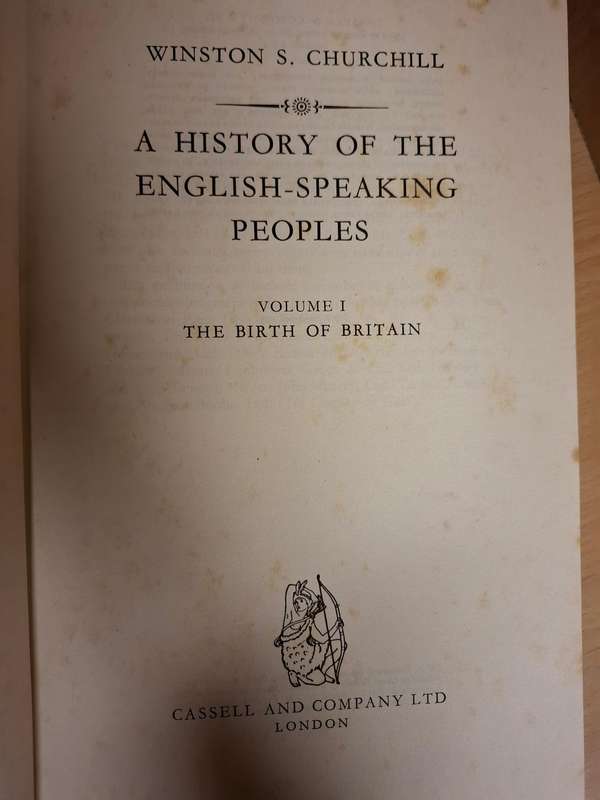 WINSTON S. CHURCHILL
A HISTORY OF THE
ENGLISH-SPEAKING
PEOPLES
VOLUME I
THE BIRTH OF BRITAIN
CASSELL AND COMPANY LTD
LONDON